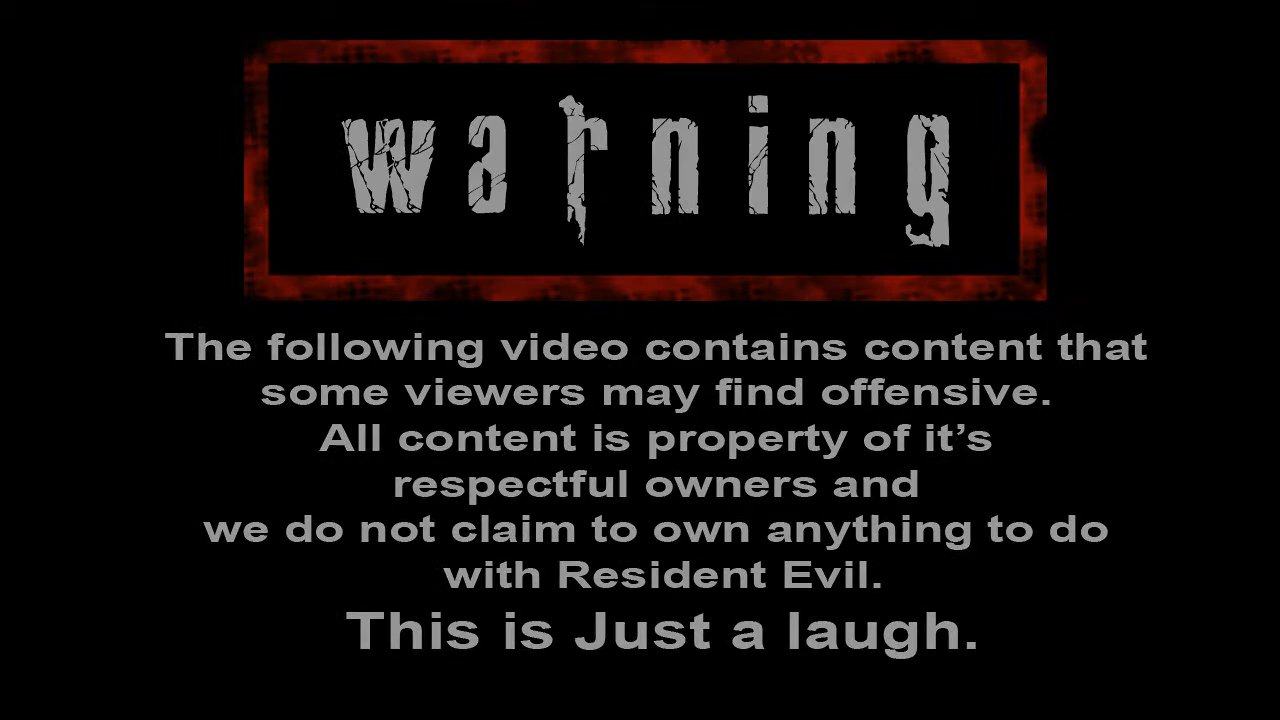 warning
The following video contains content that
some viewers may find offensive.
All content is property of it’s
respectful owners and
we do not claim to own anything to do
with Resident Evil.
This is Just a laugh.